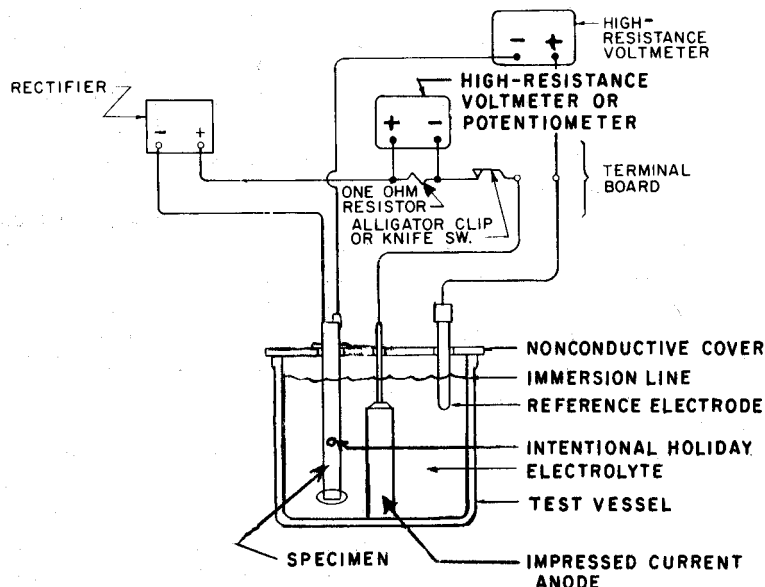 HIGH-
RESISTANCE
VOLTMETER
- +
RECTIFIER
HIGH-RESISTANCE
VOLTMETER OR
POTENTIOMETER
- +
+ -
TERMINAL
BOARD
ONE OHM
RESISTOR
ALLIGATOR CLIP
OR KNIFE SW.
NONCONDUCTIVE COVER
IMMERSION LINE
REFERENCE ELECTRODE
INTENTIONAL HOLIDAY
ELECTROLYTE
TEST VESSEL
SPECIMEN
IMPRESSED CURRENT
ANODE